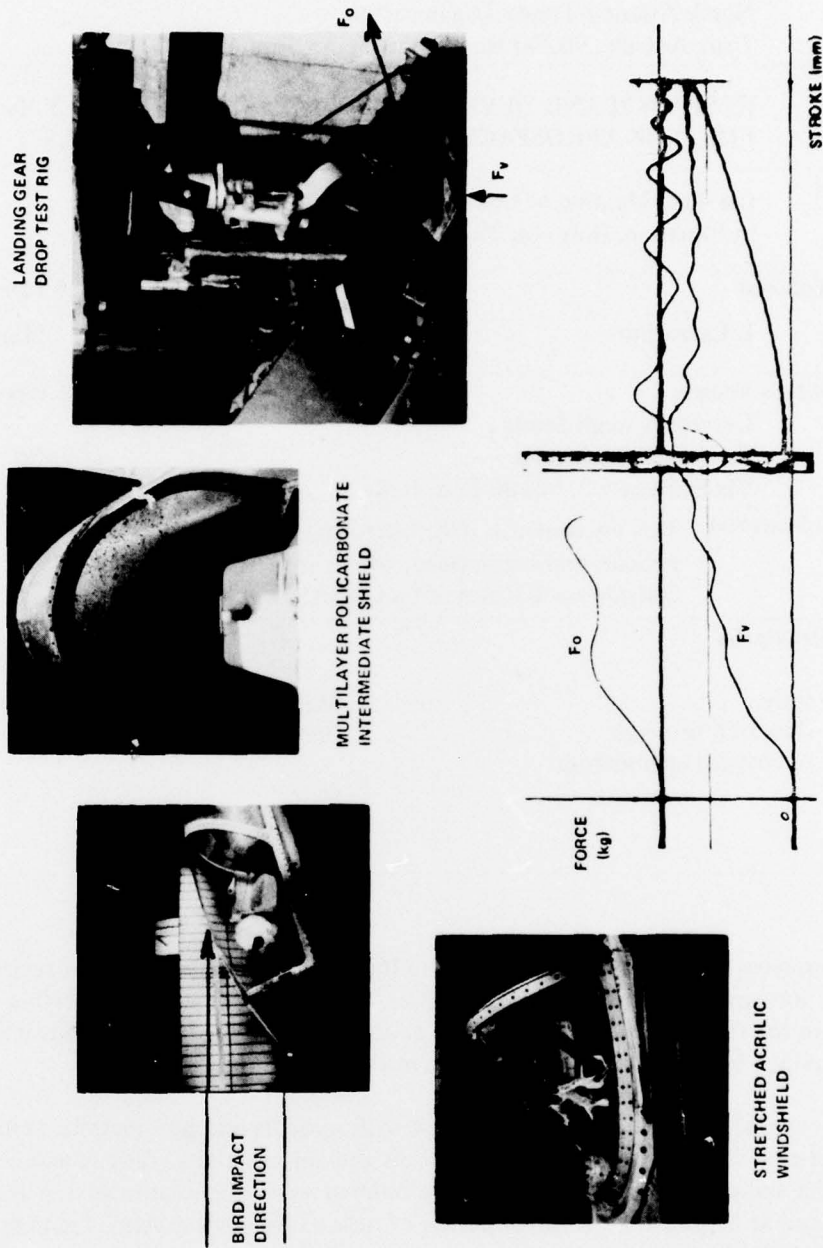 LANDING GEAR
DROP TEST RIG
Fo
Fv
MULTILAYER POLICARBONATE
INTERMEDIATE SHIELD
BIRD IMPACT
DIRECTION
STRETCHED ACRILIC
WINDSHIELD
FORCE
(kg)
Fo
Fv
O
STROKE (mm)